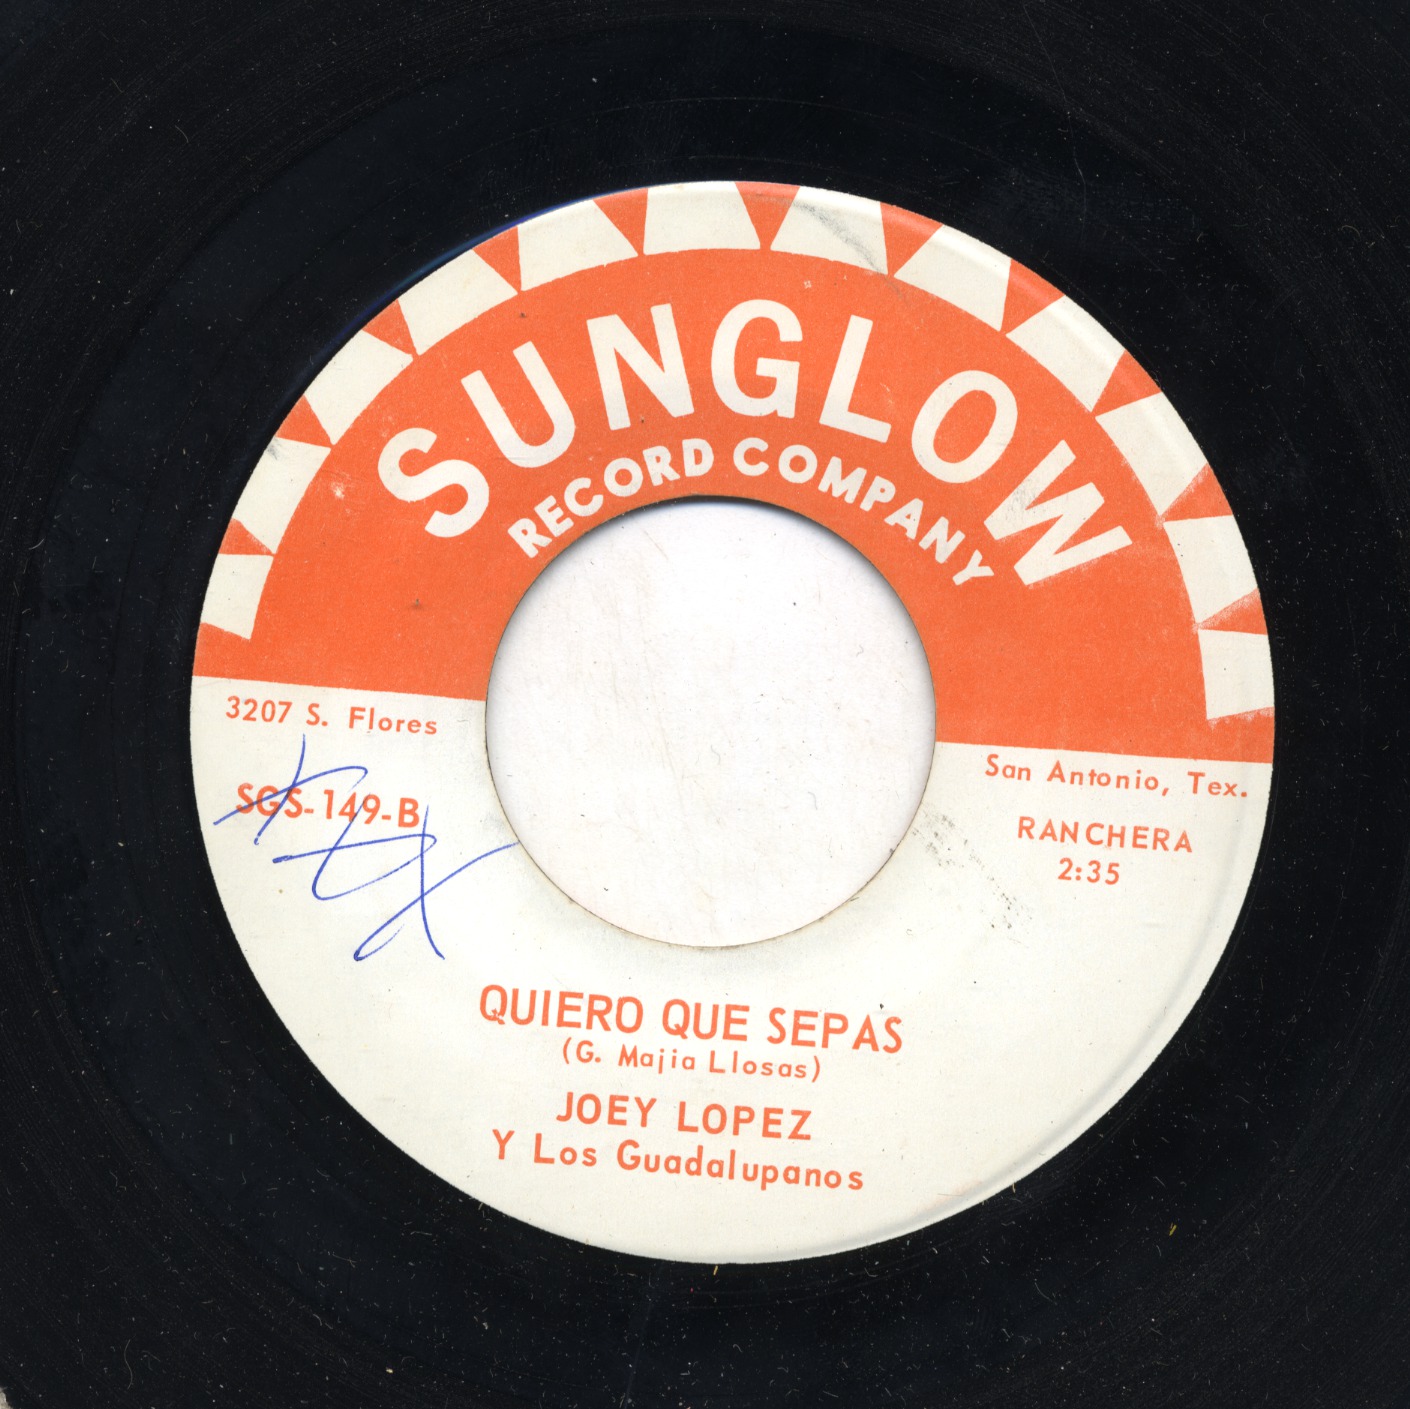 SUNGLOW
RECORD COMPANY
3207 S. Flores
San Antonio, Tex.
SGS-149-B
RANCHERA
2:35
QUIERO QUE SEPAS
(G. Majia Llosas)
JOEY LOPEZ
Y Los Guadalupanos